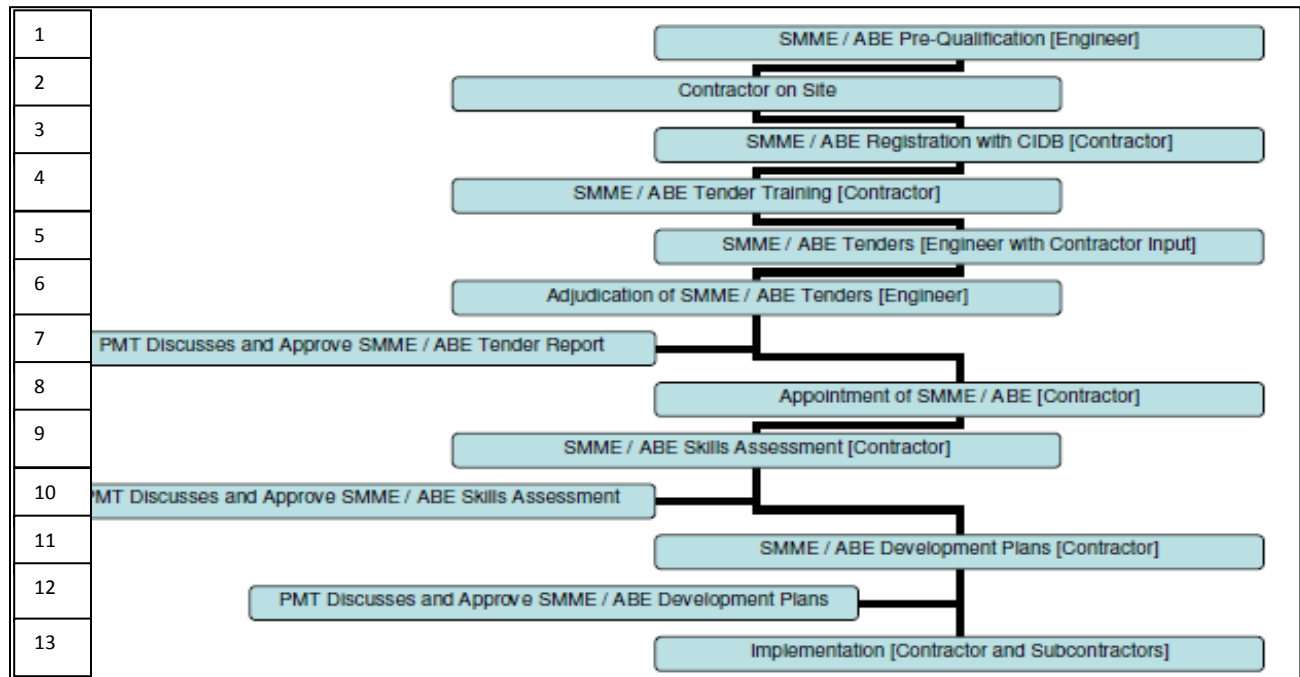 1
SMME / ABE Pre-Qualification [Engineer]
2
Contractor on Site
3
SMME / ABE Registration with CIDB [Contractor]
4
SMME / ABE Tender Training [Contractor]
5
SMME / ABE Tenders [Engineer with Contractor Input]
6
Adjudication of SMME / ABE Tenders [Engineer]
7
PMT Discusses and Approve SMME / ABE Tender Report
8
Appointment of SMME / ABE [Contractor]
9
SMME / ABE Skills Assessment [Contractor]
10
PMT Discusses and Approve SMME / ABE Skills Assessment
11
SMME / ABE Development Plans [Contractor]
12
PMT Discusses and Approve SMME / ABE Development Plans
13
Implementation [Contractor and Subcontractors]